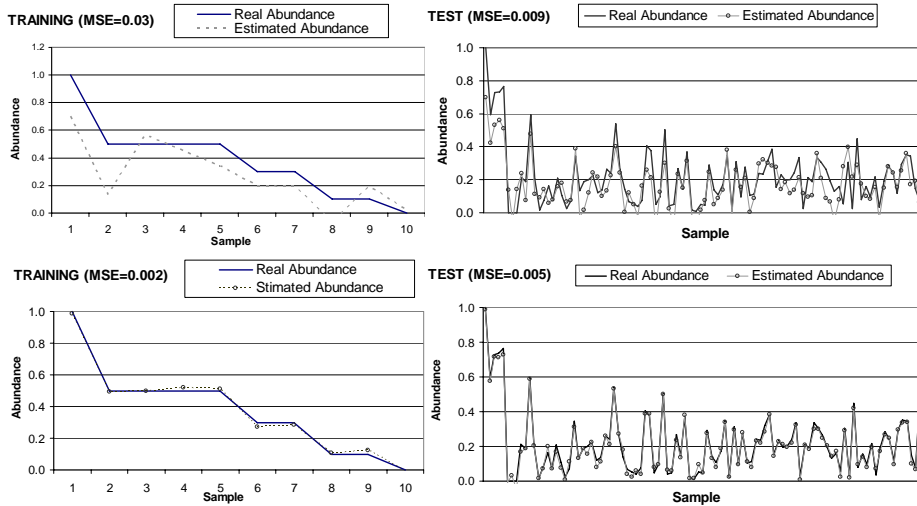 TRAINING (MSE=0.03)
Real Abundance
Estimated Abundance
Abundance
1.2
1.0
0.8
0.6
0.4
0.2
0.0
1 2 3 4 5 6 7 8 9 10
Sample
TEST (MSE=0.009)
Real Abundance
Estimated Abundance
Abundance
1.0
0.8
0.6
0.4
0.2
0.0
Sample
TRAINING (MSE=0.002)
Real Abundance
Stimated Abundance
Abundance
1.0
0.8
0.6
0.4
0.2
0.0
1 2 3 4 5 6 7 8 9 10
Sample
TEST (MSE=0.005)
Real Abundance
Estimated Abundance
Abundance
1.0
0.8
0.6
0.4
0.2
0.0
Sample